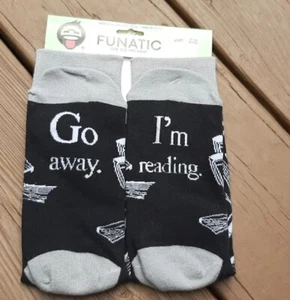 FUNATIC
Go
away.
I'm
reading.